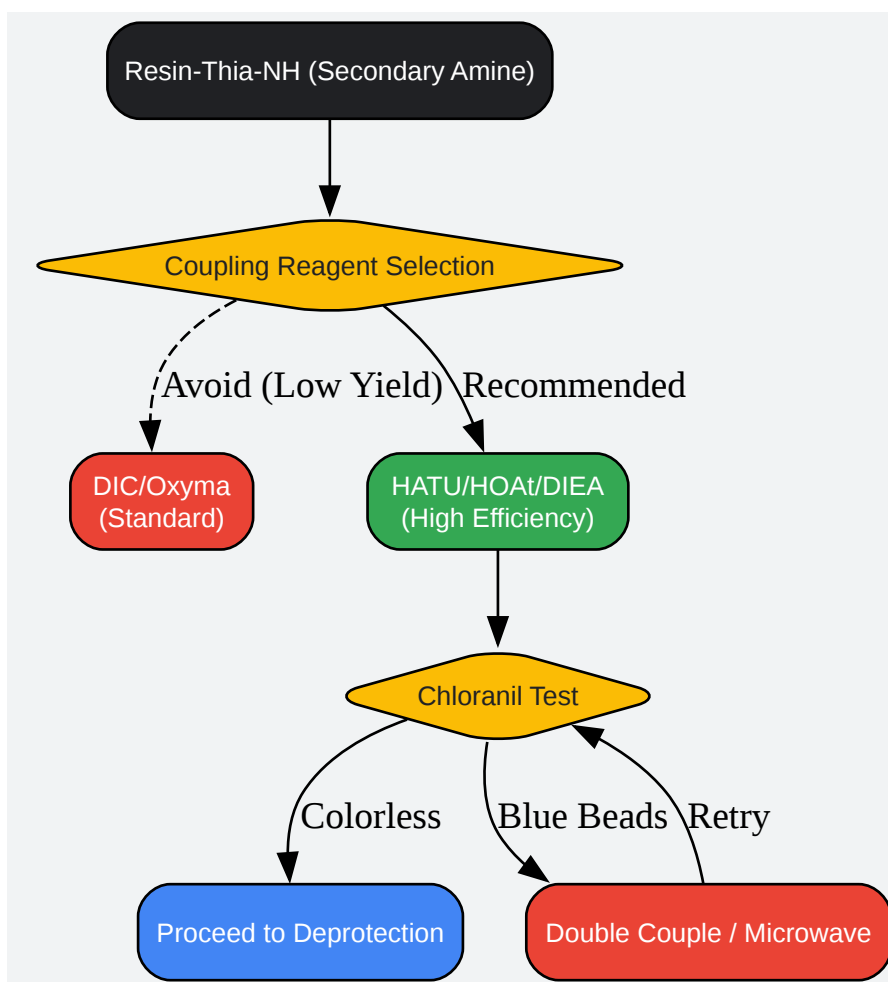 Resin-Thia-NH (Secondary Amine)
Coupling Reagent Selection
Avoid (Low Yield)
Recommended
DIC/Oxyma
(Standard)
HATU/HOAt/DIEA
(High Efficiency)
Chloranil Test
Colorless
Blue Beads
Retry
Proceed to Deprotection
Double Couple / Microwave